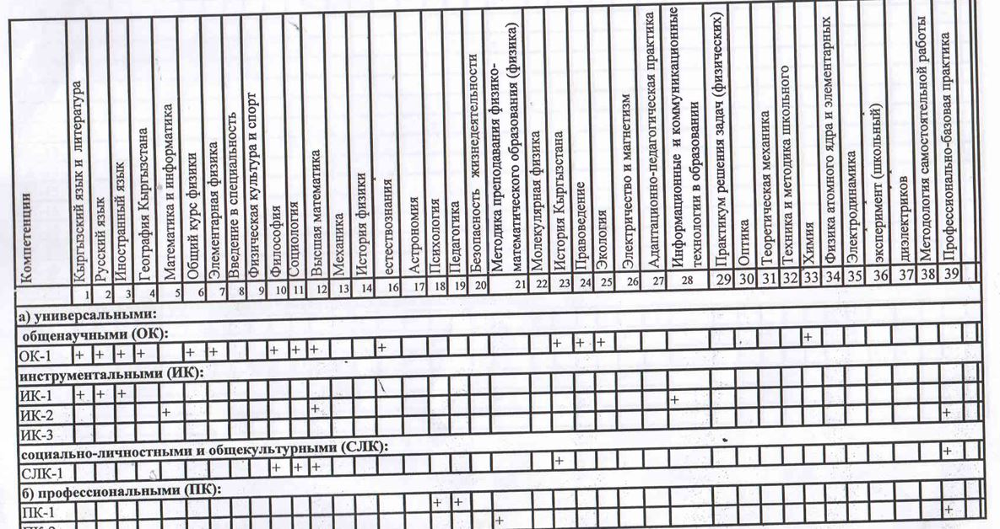 Компетенции
Кыргызский язык и литература
Русский язык
Иностранный язык
География Кыргызстана
Математика и информатика
Общий курс физики
Элементарная физика
Введение в специальность
Физическая культура и спорт
Философия
Социология
Высшая математика
Механика
История физики
естествознания
Астрономия
Психология
Педагогика
Безопасность жизнедеятельности
Методика преподавания физико-
математического образования (физика)
Молекулярная физика
История Кыргызстана
Правоведение
Экология
Электричество и магнетизм
Адаптационно-педагогическая практика
Информационные и коммуникационные
технологии в образовании
Практикум решения задач (физических)
Оптика
Теоретическая механика
Техника и методика школьного
Химия
Физика атомного ядра и элементарных
Электродинамика
эксперимент (школьный)
диэлектриков
Методология самостоятельной работы
Профессионально-базовая практика
1 2 3 4 5 6 7 8 9 10 11 12 13 14 16 17 18 19 20 21 22 23 24 25 26 27 28 29 30 31 32 33 34 35 36 37 38 39
а) универсальными:
общенаучными (ОК):
ОК-1 + + + + + + + + + + + + + +
инструментальными (ИК):
ИК-1 + + +
ИК-2 + + +
ИК-3 +
социально-личностными и общекультурными (СЛК):
СЛК-1 + + + + +
б) профессиональными (ПК):
ПК-1 + + +
+